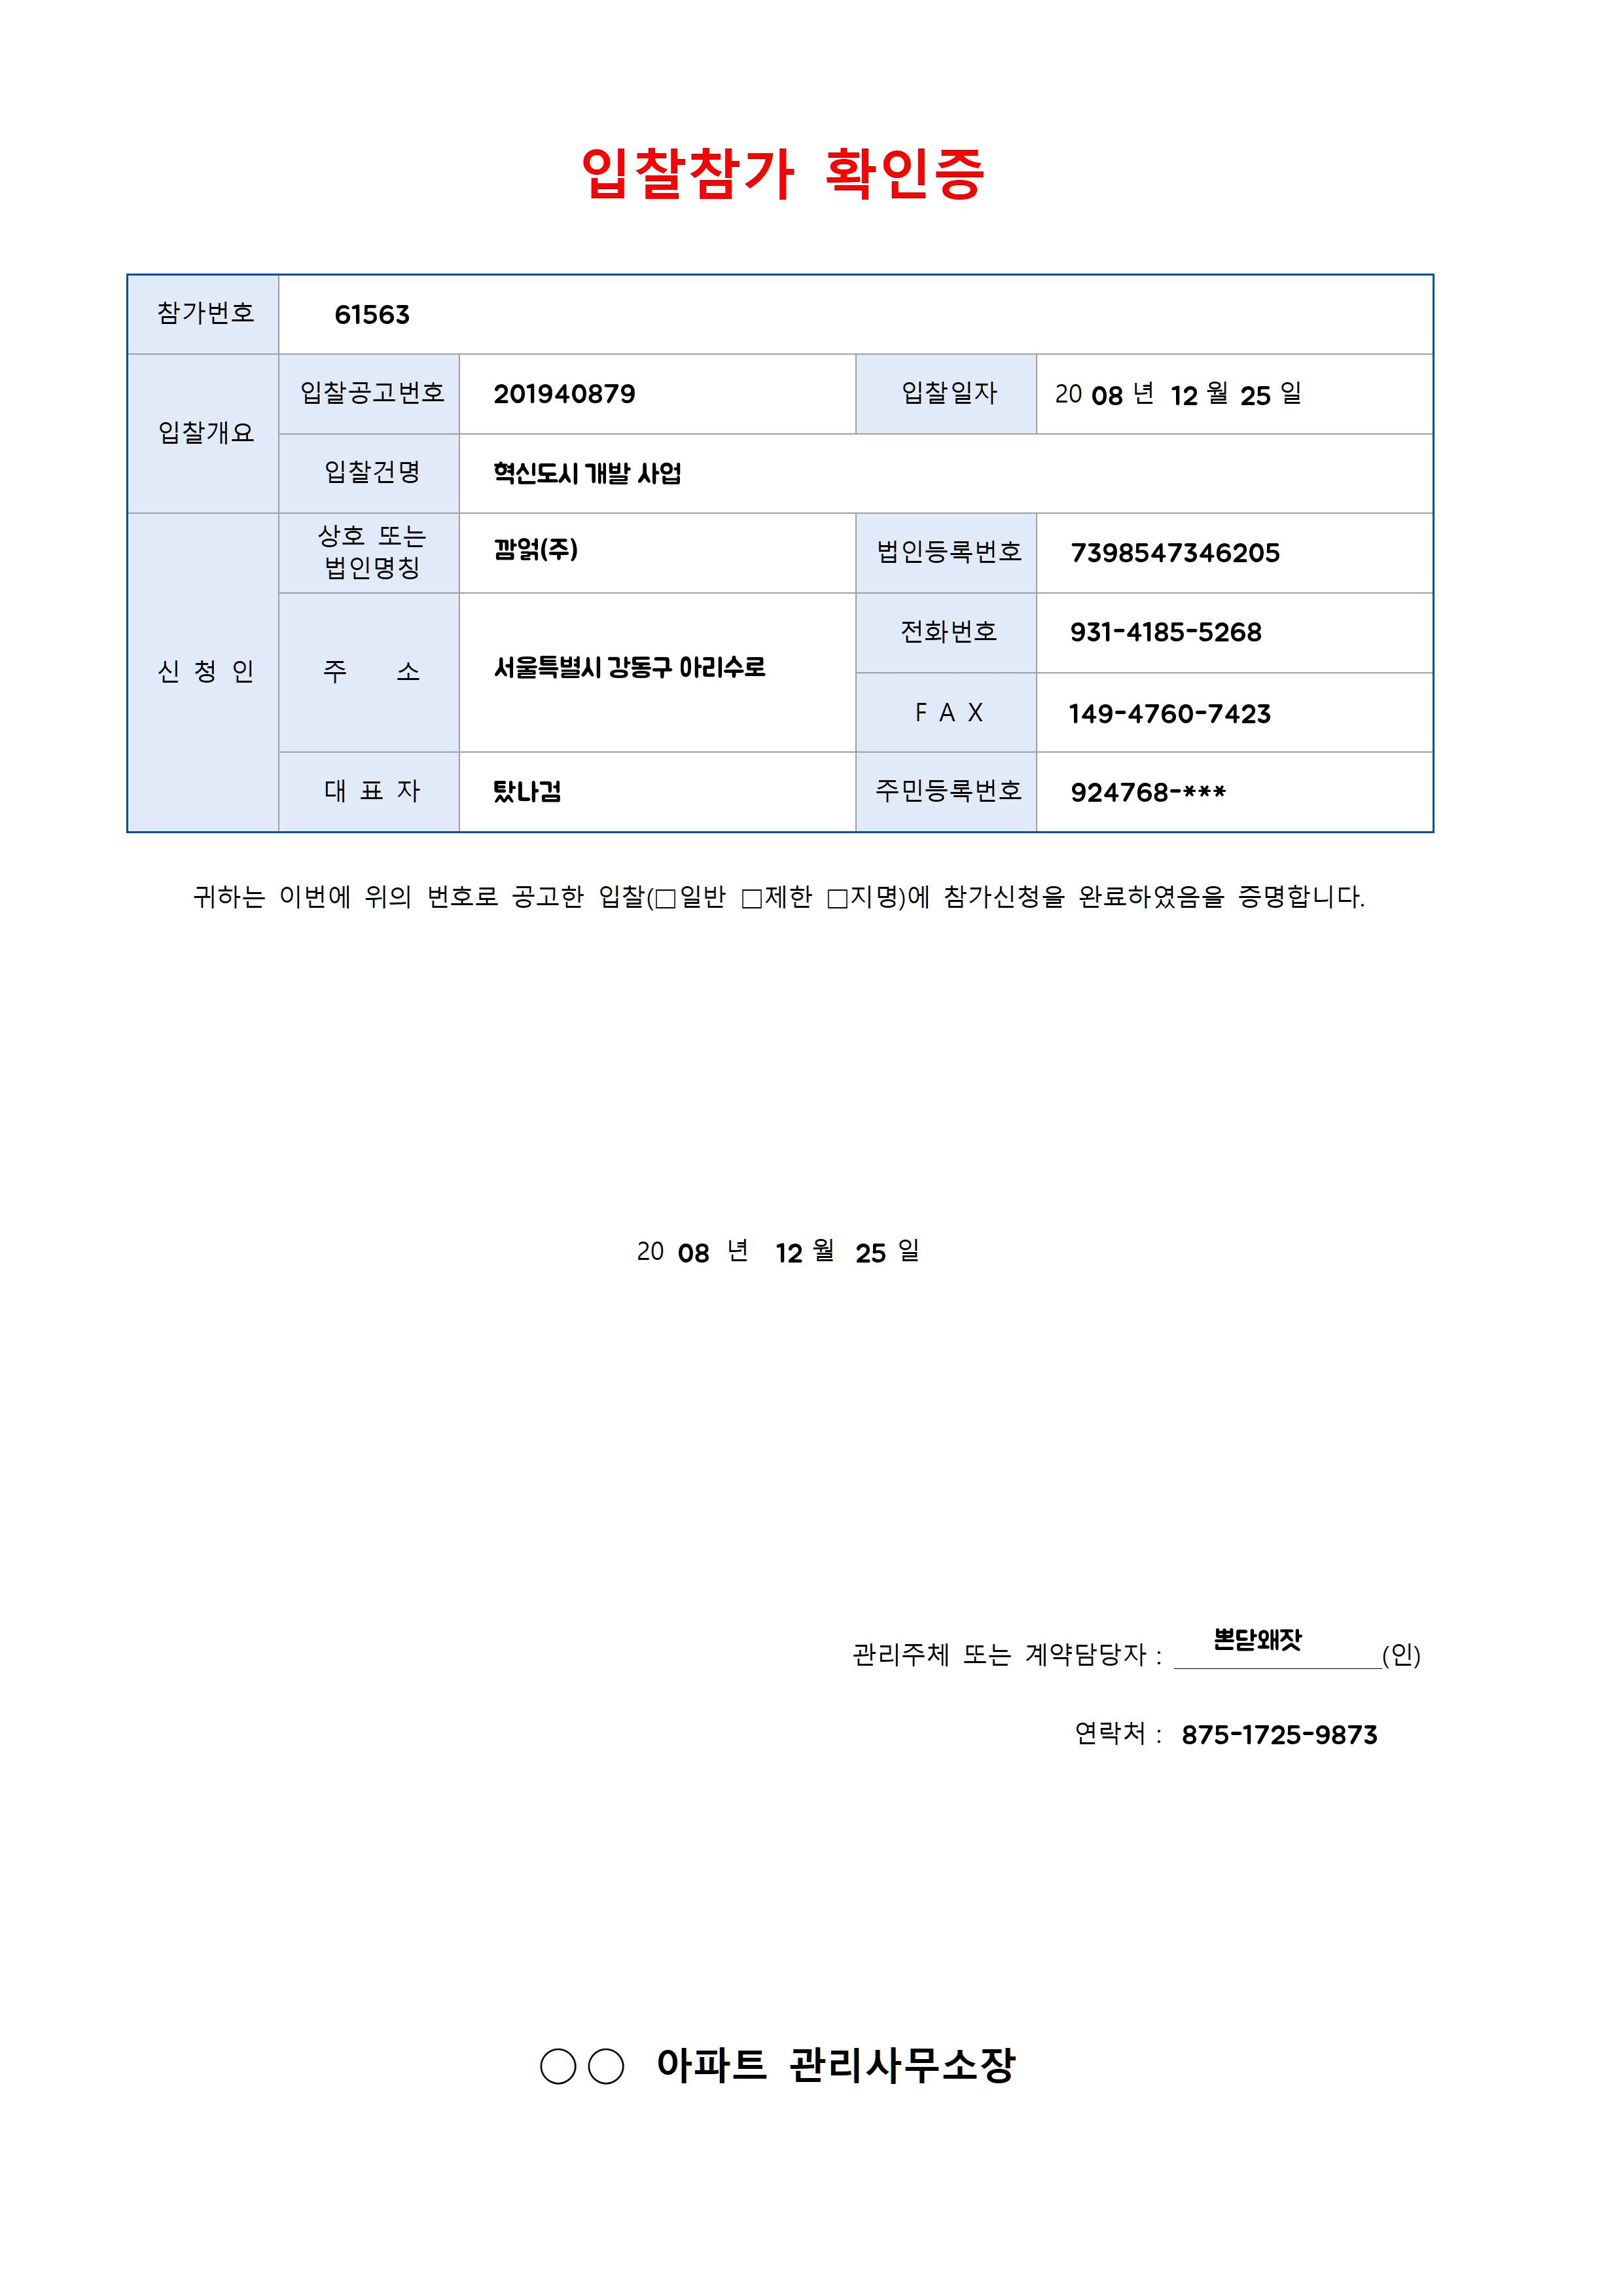 입찰참가 확인증
참가번호 61563
입찰개요 입찰공고번호 201940879 입찰일자 20 08 년 12 월 25 일
입찰건명 혁신도시 개발 사업
신 청 인 상호 또는 법인명칭 깜얽(주) 법인등록번호 7398547346205
주 소 서울특별시 강동구 아리수로 전화번호 931-4185-5268
F A X 149-4760-7423
대 표 자 탔나검 주민등록번호 924768-***
귀하는 이번에 위의 번호로 공고한 입찰(□일반 □제한 □지명)에 참가신청을 완료하였음을 증명합니다.
20 08 년 12 월 25 일
관리주체 또는 계약담당자 : 뽄닫왜잣 (인)
연락처 : 875-1725-9873
○○ 아파트 관리사무소장